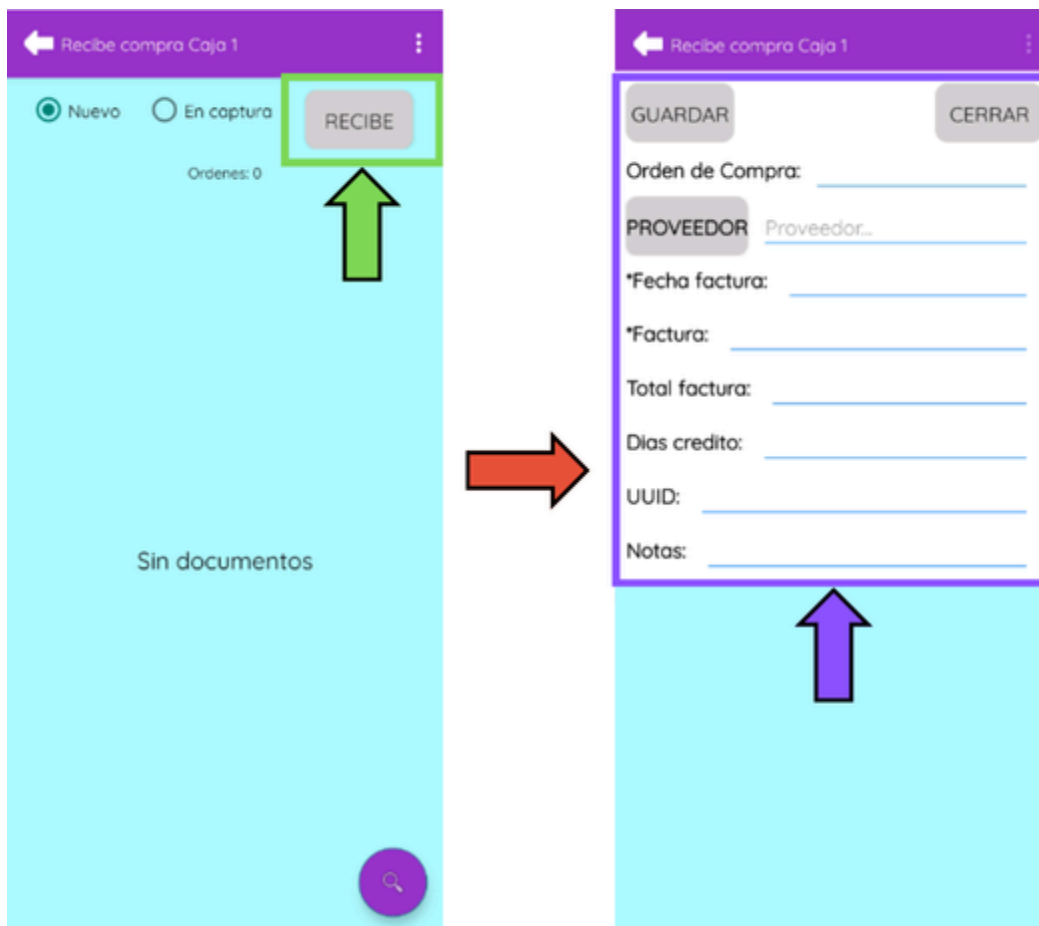 Recibe compra Caja 1
Nuevo
En captura
RECIBE
Ordenes: 0
Sin documentos
Recibe compra Caja 1
GUARDAR
CERRAR
Orden de Compra:
PROVEEDOR Proveedor...
*Fecha factura:
*Factura:
Total factura:
Dias credito:
UUID:
Notas: